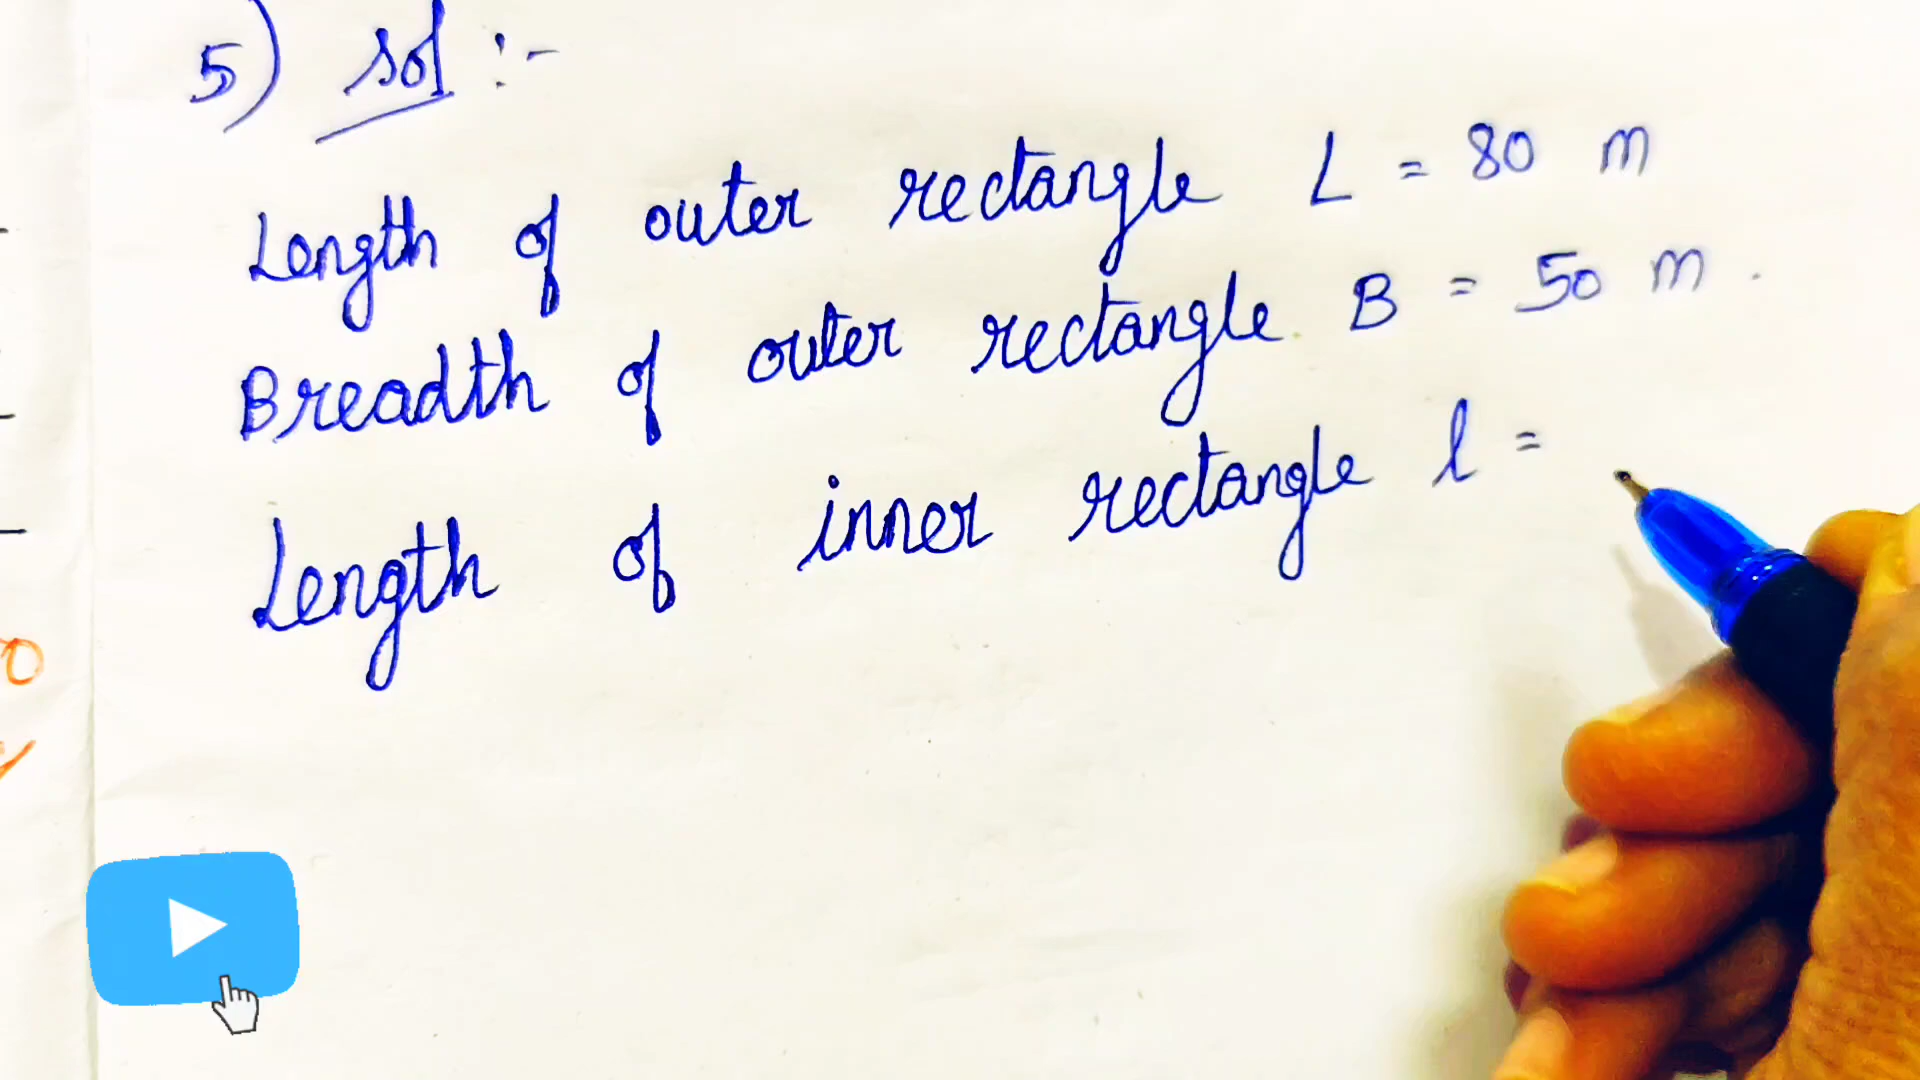 5) sol :-
Length of outer rectangle L = 80 m
Breadth of outer rectangle B = 50 m .
Length of inner rectangle l =